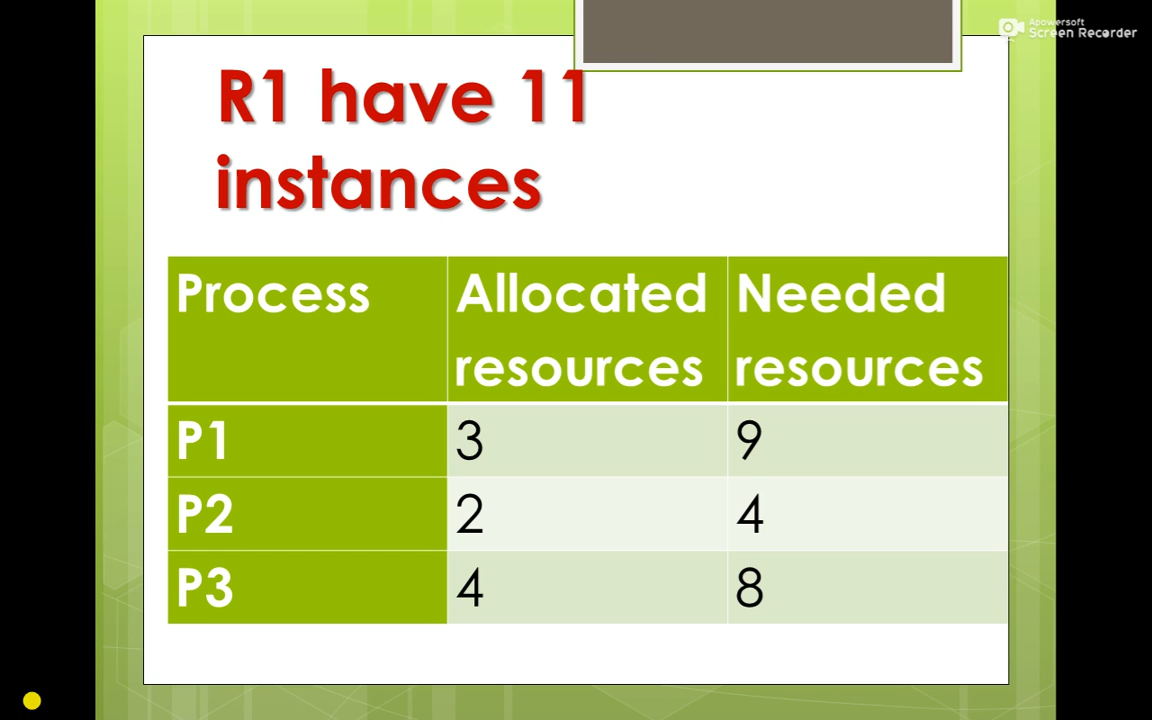 Apowersoft
Screen Recorder
R1 have 11
instances
Process Allocated resources Needed resources
P1 3 9
P2 2 4
P3 4 8